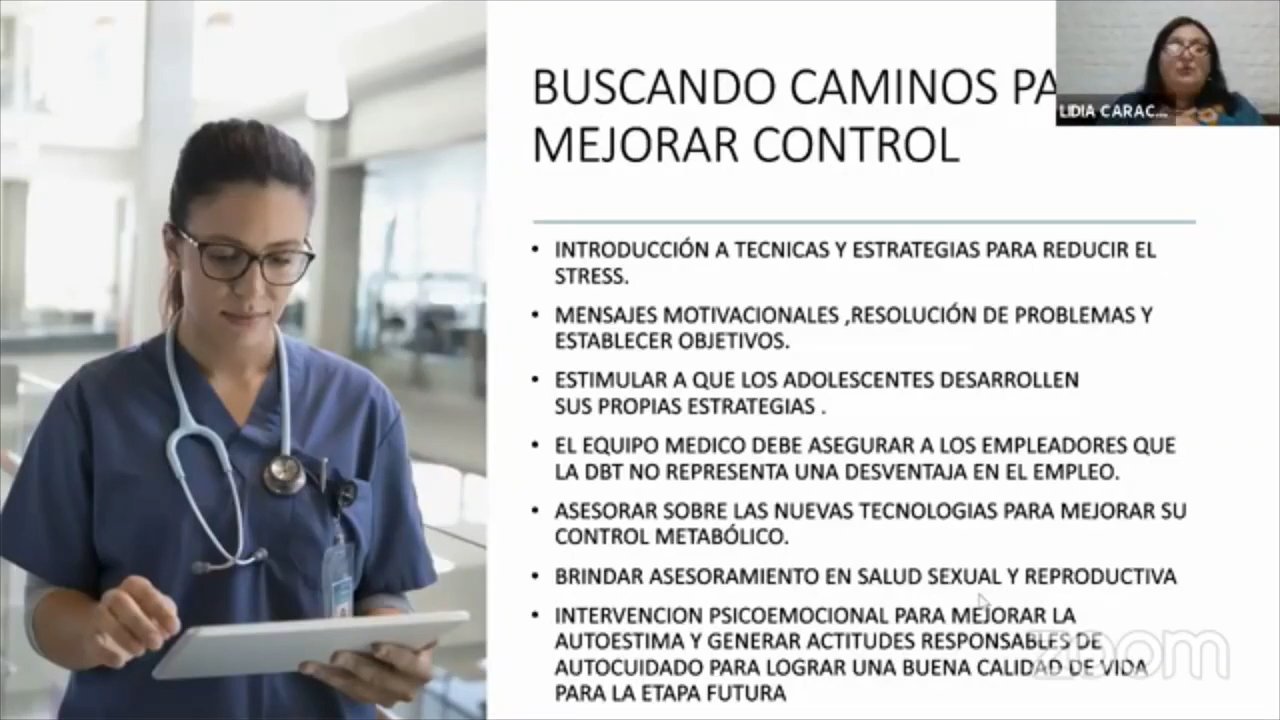 BUSCANDO CAMINOS PA
MEJORAR CONTROL
LIDIA CARAC...
• INTRODUCCIÓN A TECNICAS Y ESTRATEGIAS PARA REDUCIR EL
STRESS.
• MENSAJES MOTIVACIONALES ,RESOLUCIÓN DE PROBLEMAS Y
ESTABLECER OBJETIVOS.
• ESTIMULAR A QUE LOS ADOLESCENTES DESARROLLEN
SUS PROPIAS ESTRATEGIAS .
• EL EQUIPO MEDICO DEBE ASEGURAR A LOS EMPLEADORES QUE
LA DBT NO REPRESENTA UNA DESVENTAJA EN EL EMPLEO.
• ASESORAR SOBRE LAS NUEVAS TECNOLOGIAS PARA MEJORAR SU
CONTROL METABÓLICO.
• BRINDAR ASESORAMIENTO EN SALUD SEXUAL Y REPRODUCTIVA
• INTERVENCION PSICOEMOCIONAL PARA MEJORAR LA
AUTOESTIMA Y GENERAR ACTITUDES RESPONSABLES DE
AUTOCUIDADO PARA LOGRAR UNA BUENA CALIDAD DE VIDA
PARA LA ETAPA FUTURA
zoom